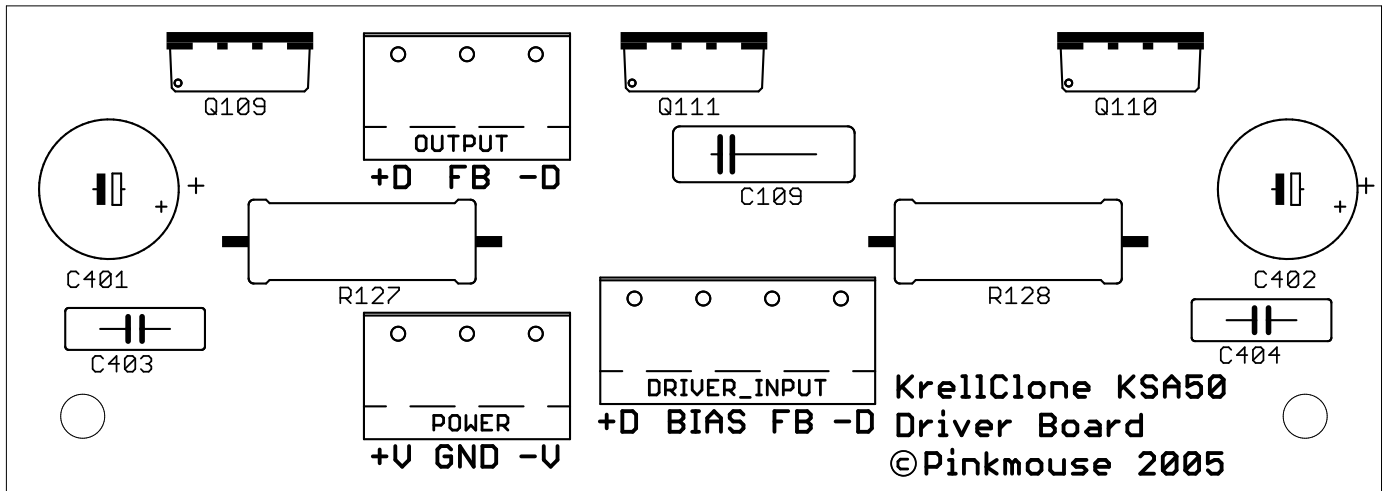 Q109
Q111
Q110
OUTPUT
+D FB -D
C109
C401
C402
R127
R128
C403
C404
DRIVER_INPUT
+D BIAS FB -D
POWER
+V GND -V
KrellClone KSA50
Driver Board
©Pinkmouse 2005